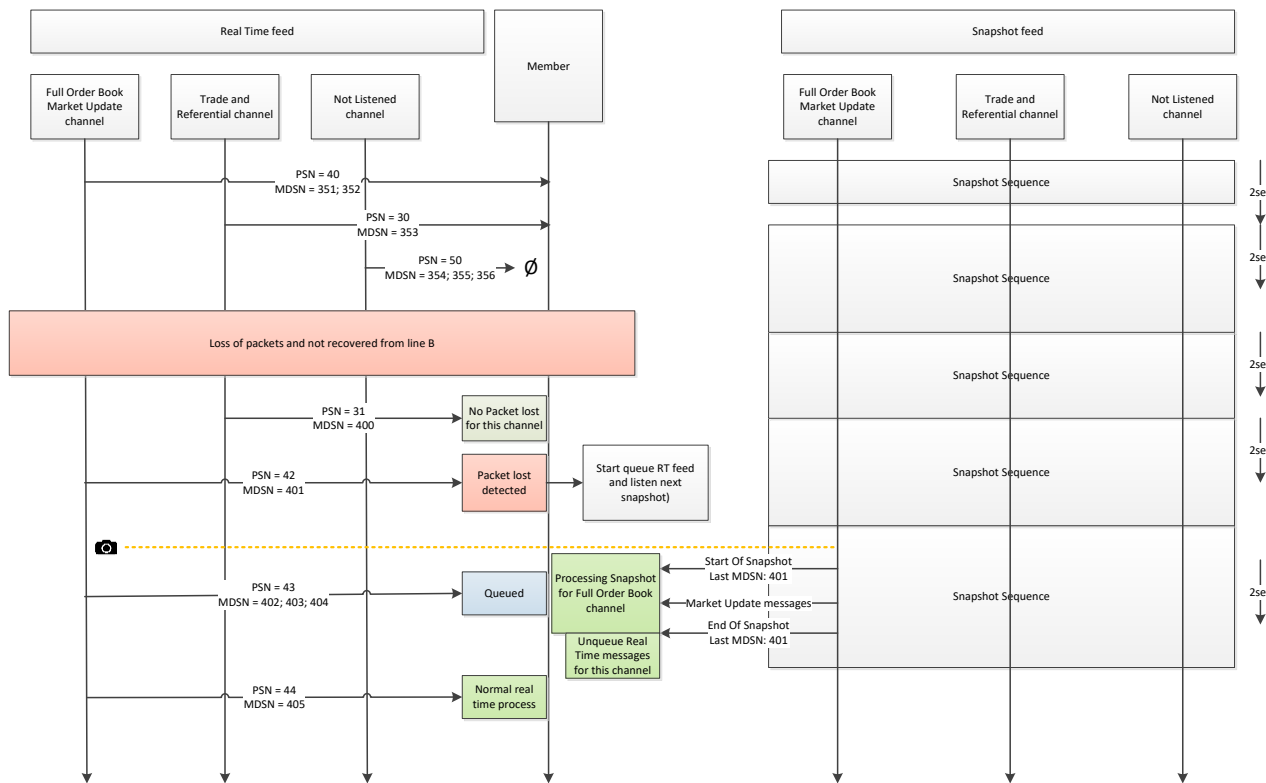 Real Time feed
Member
Snapshot feed
Full Order Book
Market Update
channel
Trade and
Referential channel
Not Listened
channel
Full Order Book
Market Update
channel
Trade and
Referential channel
Not Listened
channel
PSN = 40
MDSN = 351; 352
Snapshot Sequence
2se
PSN = 30
MDSN = 353
PSN = 50
MDSN = 354; 355; 356
Ø
Snapshot Sequence
2se
Loss of packets and not recovered from line B
Snapshot Sequence
2se
PSN = 31
MDSN = 400
No Packet lost
for this channel
PSN = 42
MDSN = 401
Packet lost
detected
Start queue RT feed
and listen next
snapshot)
Snapshot Sequence
2se
Start Of Snapshot
Last MDSN: 401
PSN = 43
MDSN = 402; 403; 404
Queued
Processing Snapshot
for Full Order Book
channel
Market Update messages
Snapshot Sequence
2se
End Of Snapshot
Last MDSN: 401
Unqueue Real
Time messages
for this channel
PSN = 44
MDSN = 405
Normal real
time process